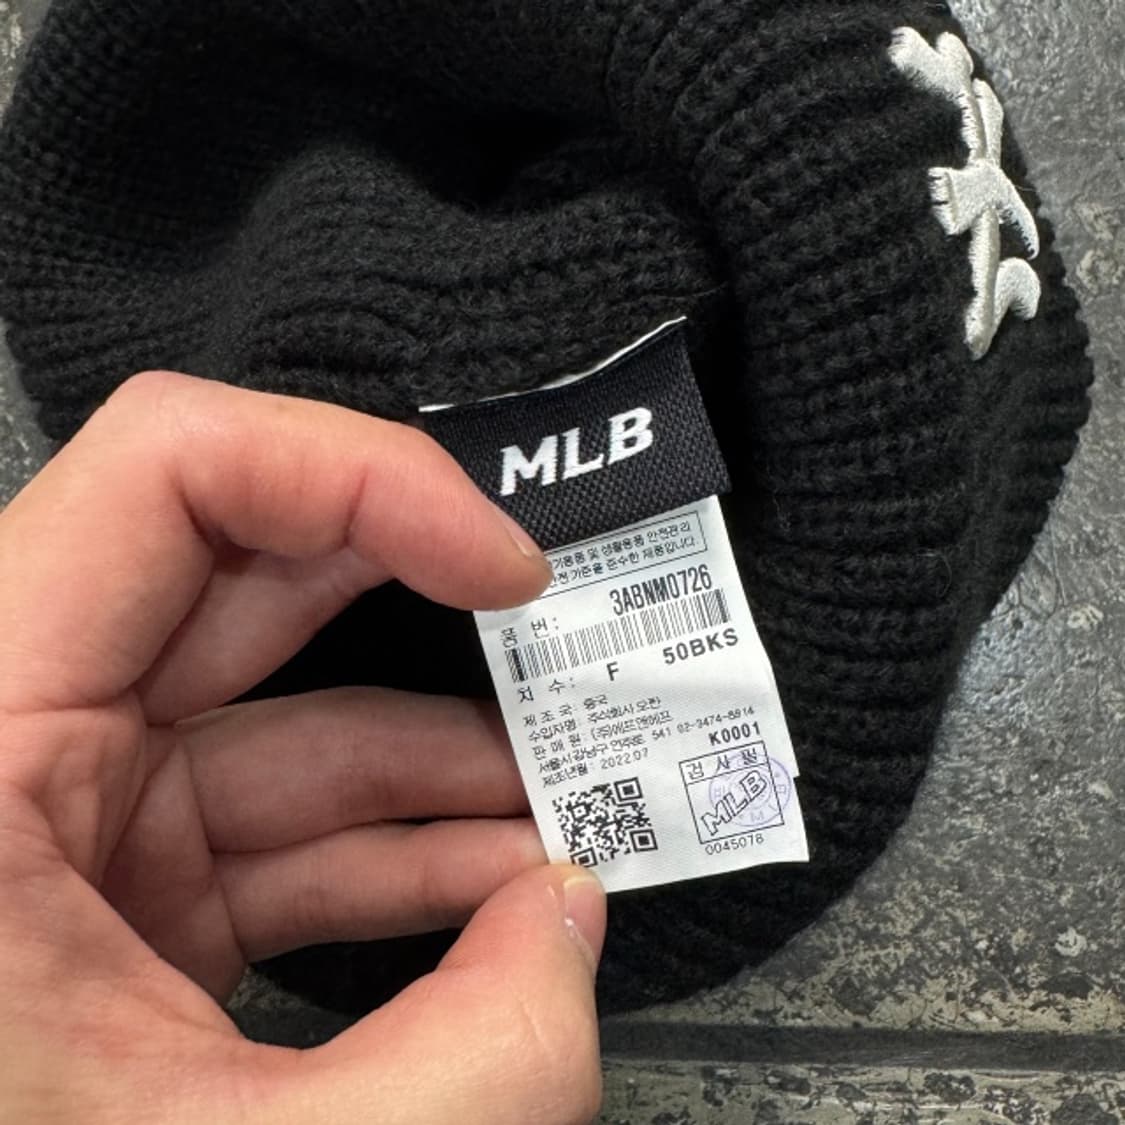 MLB
기용품 및 생활용품 안전관리
안전기준을 준수한 제품입니다.
품 번: 3ABNM0726
치 수: F 50BKS
제 조 국: 중국
수입자명: 주식회사 모판
판 매 원: (주)에프앤에프
서울시 강남구 언주로 541 02-3474-8814
제조년월: 2022.07
K0001
검 사 필
MLB
0045078